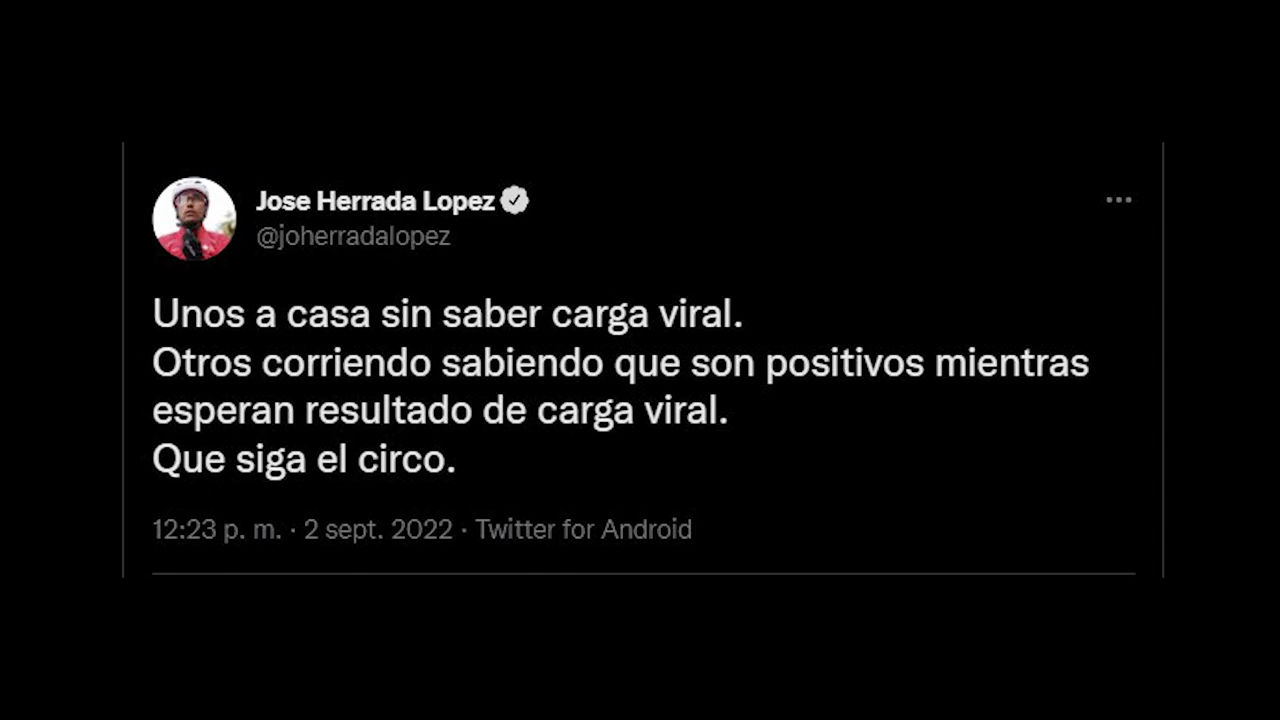 Jose Herrada Lopez
@joherradalopez
Unos a casa sin saber carga viral.
Otros corriendo sabiendo que son positivos mientras
esperan resultado de carga viral.
Que siga el circo.
12:23 p. m. · 2 sept. 2022 · Twitter for Android